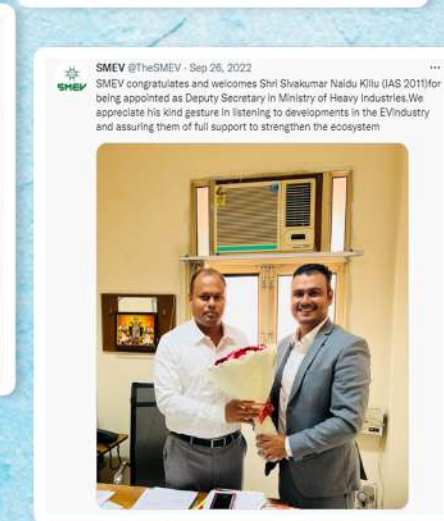 SMEV @TheSMEV · Sep 26, 2022
SMEV
SMEV congratulates and welcomes Shri Sivakumar Naidu Killu (IAS 2011)for
being appointed as Deputy Secretary in Ministry of Heavy Industries.We
appreciate his kind gesture in listening to developments in the EVindustry
and assuring them of full support to strengthen the ecosystem